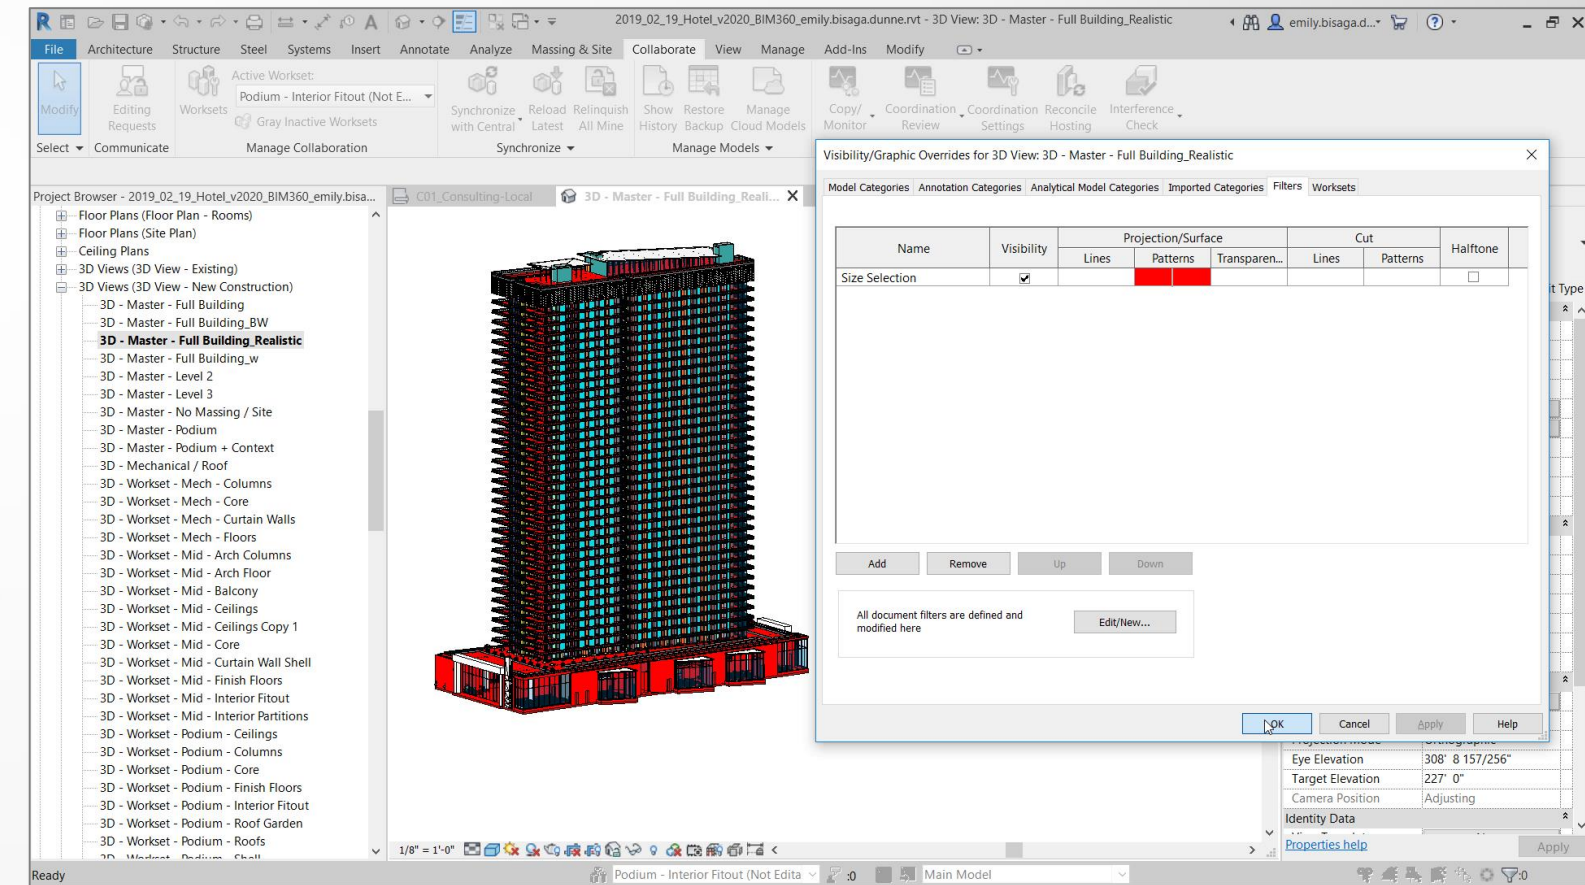 2019_02_19_Hotel_v2020_BIM360_emily.bisaga.dunne.rvt - 3D View: 3D - Master - Full Building_Realistic
emily.bisaga.d...
File Architecture Structure Steel Systems Insert Annotate Analyze Massing & Site Collaborate View Manage Add-Ins Modify
Modify
Editing Requests
Worksets
Active Workset:
Podium - Interior Fitout (Not E...
Gray Inactive Worksets
Synchronize with Central
Reload Latest
Relinquish All Mine
Show History
Restore Backup
Manage Cloud Models
Copy/ Monitor
Coordination Review
Coordination Settings
Reconcile Hosting
Interference Check
Select Communicate Manage Collaboration Synchronize Manage Models
Project Browser - 2019_02_19_Hotel_v2020_BIM360_emily.bisa...
Floor Plans (Floor Plan - Rooms)
Floor Plans (Site Plan)
Ceiling Plans
3D Views (3D View - Existing)
3D Views (3D View - New Construction)
3D - Master - Full Building
3D - Master - Full Building_BW
3D - Master - Full Building_Realistic
3D - Master - Full Building_w
3D - Master - Level 2
3D - Master - Level 3
3D - Master - No Massing / Site
3D - Master - Podium
3D - Master - Podium + Context
3D - Mechanical / Roof
3D - Workset - Mech - Columns
3D - Workset - Mech - Core
3D - Workset - Mech - Curtain Walls
3D - Workset - Mech - Floors
3D - Workset - Mid - Arch Columns
3D - Workset - Mid - Arch Floor
3D - Workset - Mid - Balcony
3D - Workset - Mid - Ceilings
3D - Workset - Mid - Ceilings Copy 1
3D - Workset - Mid - Core
3D - Workset - Mid - Curtain Wall Shell
3D - Workset - Mid - Finish Floors
3D - Workset - Mid - Interior Fitout
3D - Workset - Mid - Interior Partitions
3D - Workset - Podium - Ceilings
3D - Workset - Podium - Columns
3D - Workset - Podium - Core
3D - Workset - Podium - Finish Floors
3D - Workset - Podium - Interior Fitout
3D - Workset - Podium - Roof Garden
3D - Workset - Podium - Roofs
C01_Consulting-Local
3D - Master - Full Building_Reali...
1/8" = 1'-0"
Visibility/Graphic Overrides for 3D View: 3D - Master - Full Building_Realistic
Model Categories Annotation Categories Analytical Model Categories Imported Categories Filters Worksets
Name Visibility Projection/Surface Cut Halftone
Lines Patterns Transparen... Lines Patterns
Size Selection
Add Remove Up Down
All document filters are defined and
modified here
Edit/New...
OK Cancel Apply Help
it Type
Eye Elevation 308' 8 157/256"
Target Elevation 227' 0"
Camera Position Adjusting
Identity Data
Properties help
Apply
Ready
Podium - Interior Fitout (Not Edita
:0
Main Model
:0